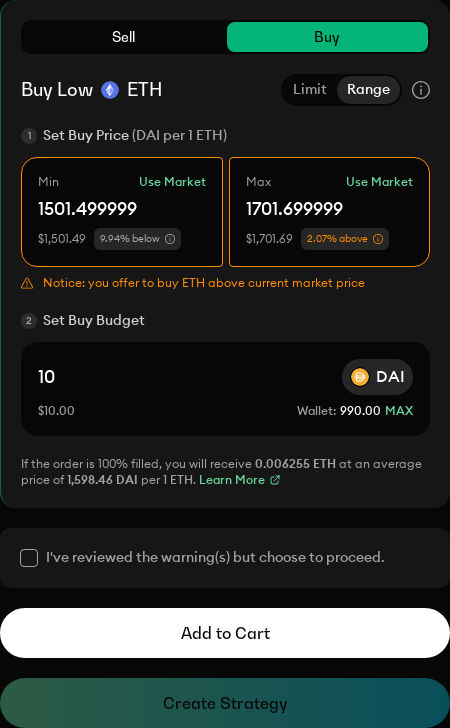 Sell Buy
Buy Low ETH Limit Range
1 Set Buy Price (DAI per 1 ETH)
Min Use Market Max Use Market
1501.499999 1701.699999
$1,501.49 9.94% below $1,701.69 2.07% above
Notice: you offer to buy ETH above current market price
2 Set Buy Budget
10 DAI
$10.00 Wallet: 990.00 MAX
If the order is 100% filled, you will receive 0.006255 ETH at an average
price of 1,598.46 DAI per 1 ETH. Learn More
I've reviewed the warning(s) but choose to proceed.
Add to Cart
Create Strategy